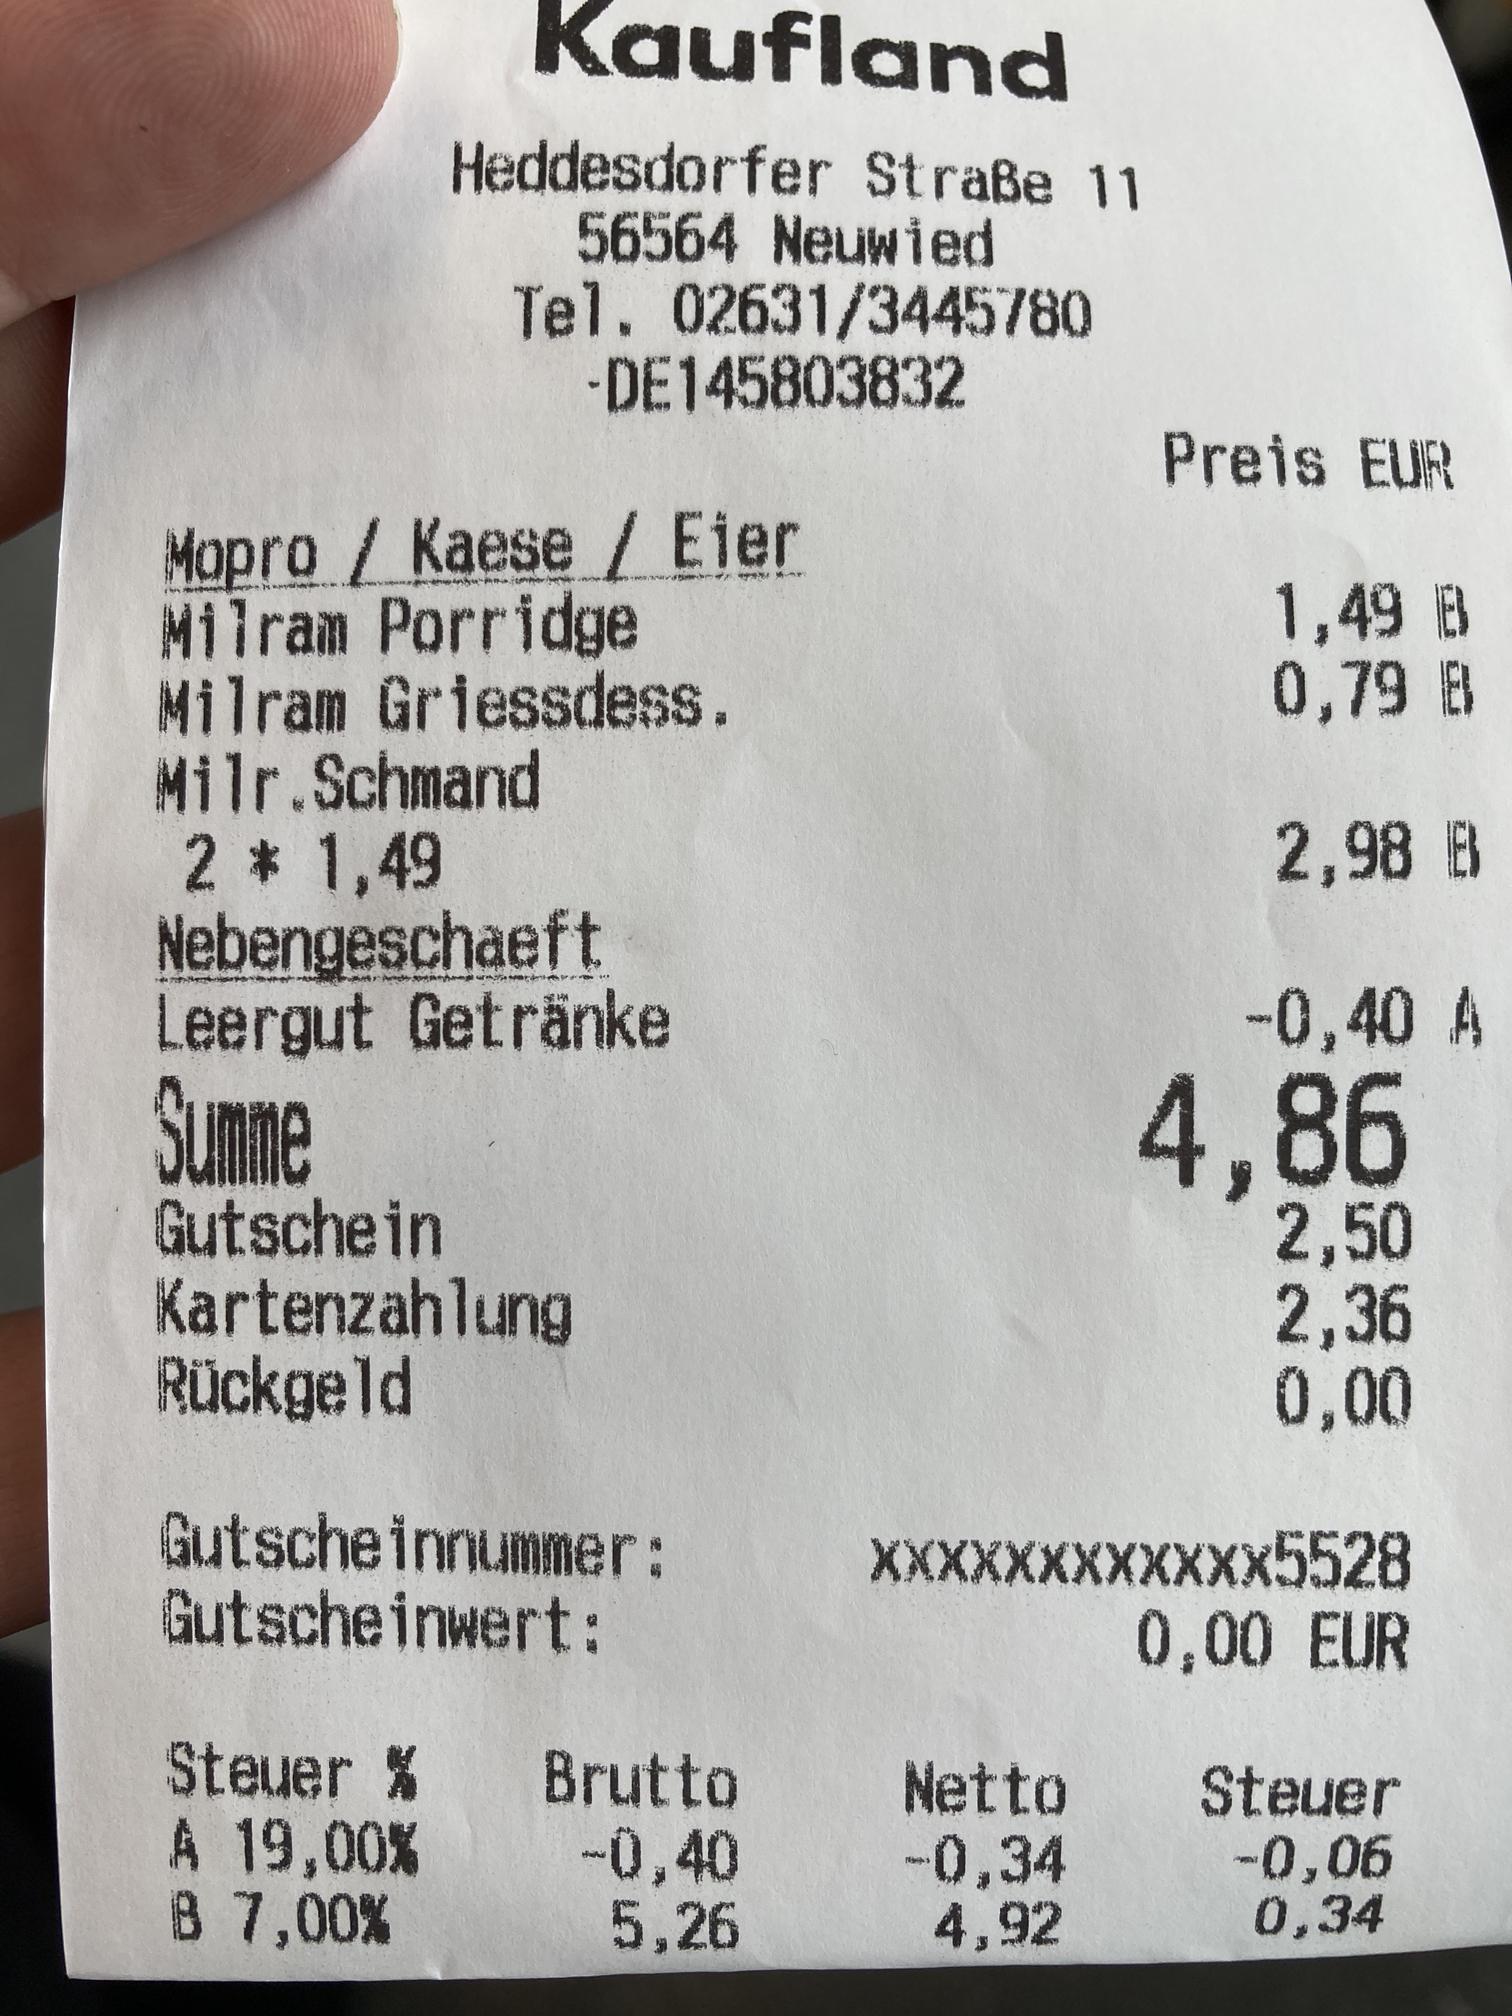 Kaufland
Heddesdorfer Straße 11
56564 Neuwied
Tel. 02631/3445780
-DE145803832
Preis EUR
Mopro / Kaese / Eier
Milram Porridge 1,49 B
Milram Griessdess. 0,79 B
Milr.Schmand
2 * 1,49 2,98 B
Nebengeschaeft
Leergut Getränke -0,40 A
Summe 4,86
Gutschein 2,50
Kartenzahlung 2,36
Rückgeld 0,00
Gutscheinnummer: xxxxxxxxxxxx5528
Gutscheinwert: 0,00 EUR
Steuer % Brutto Netto Steuer
A 19,00% -0,40 -0,34 -0,06
B 7,00% 5,26 4,92 0,34